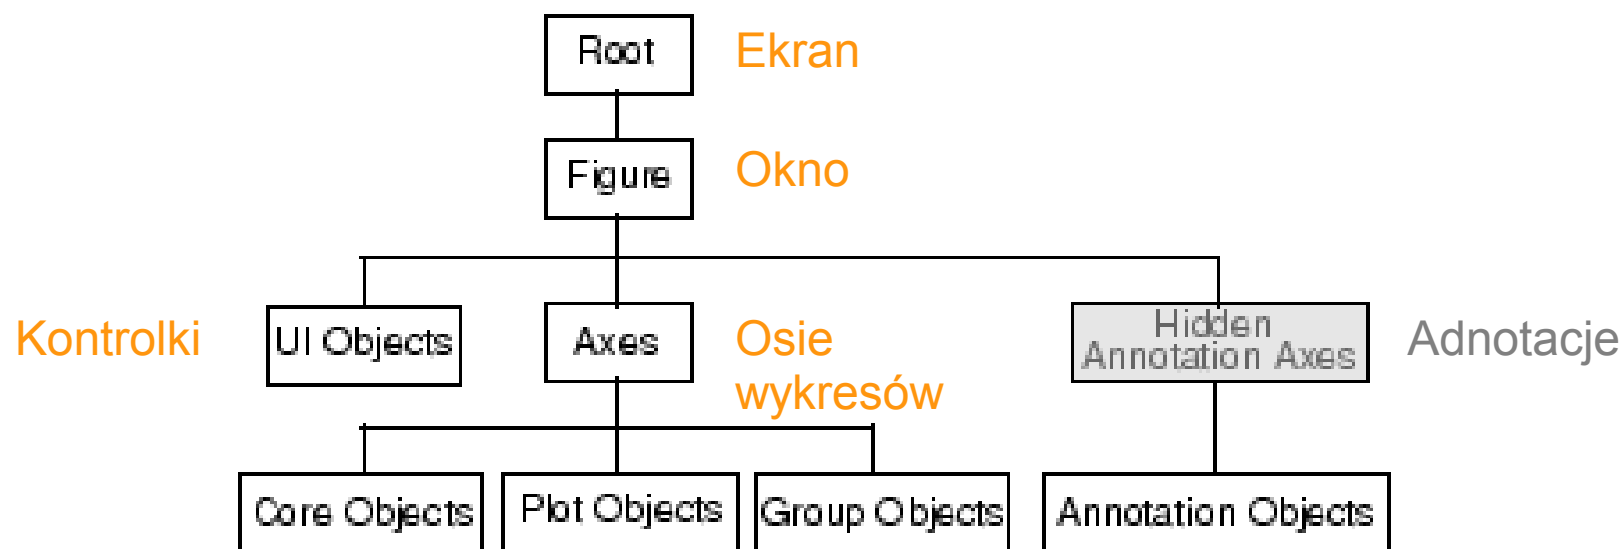 Root
Ekran
Figure
Okno
Kontrolki
UI Objects
Axes
Osie
wykresów
Hidden
Annotation Axes
Adnotacje
Core Objects
Plot Objects
Group Objects
Annotation Objects